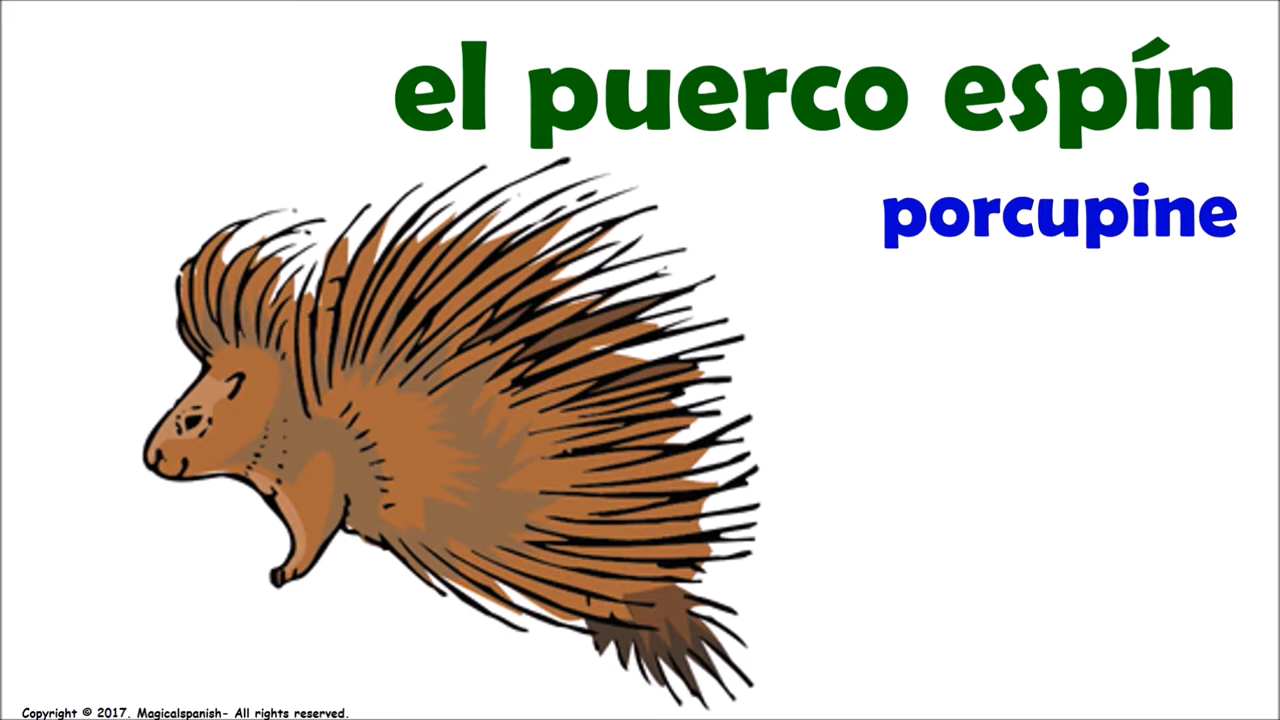 el puerco espín
porcupine
Copyright © 2017. Magicalspanish- All rights reserved.